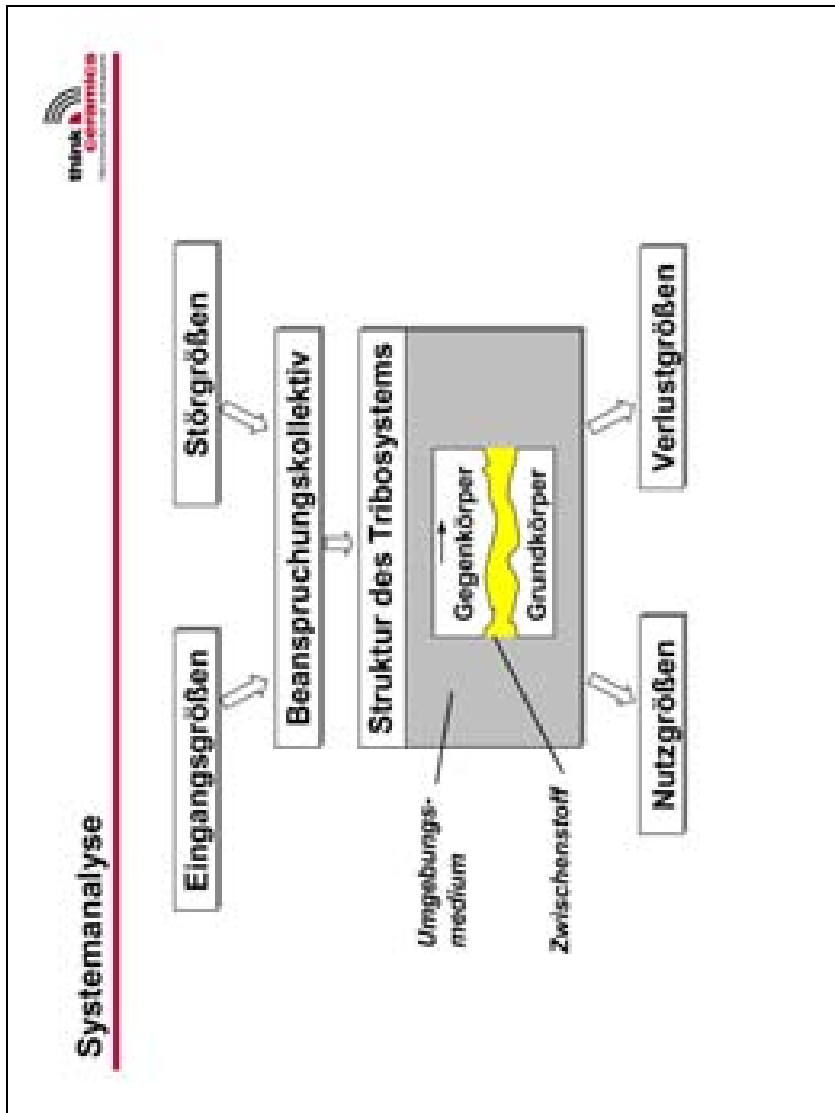 Systemanalyse
think
ceramics
Eingangsgrößen
Störgrößen
Beanspruchungskollektiv
Struktur des Tribosystems
Umgebungs-
medium
Gegenkörper
Grundkörper
Zwischenstoff
Nutzgrößen
Verlustgrößen